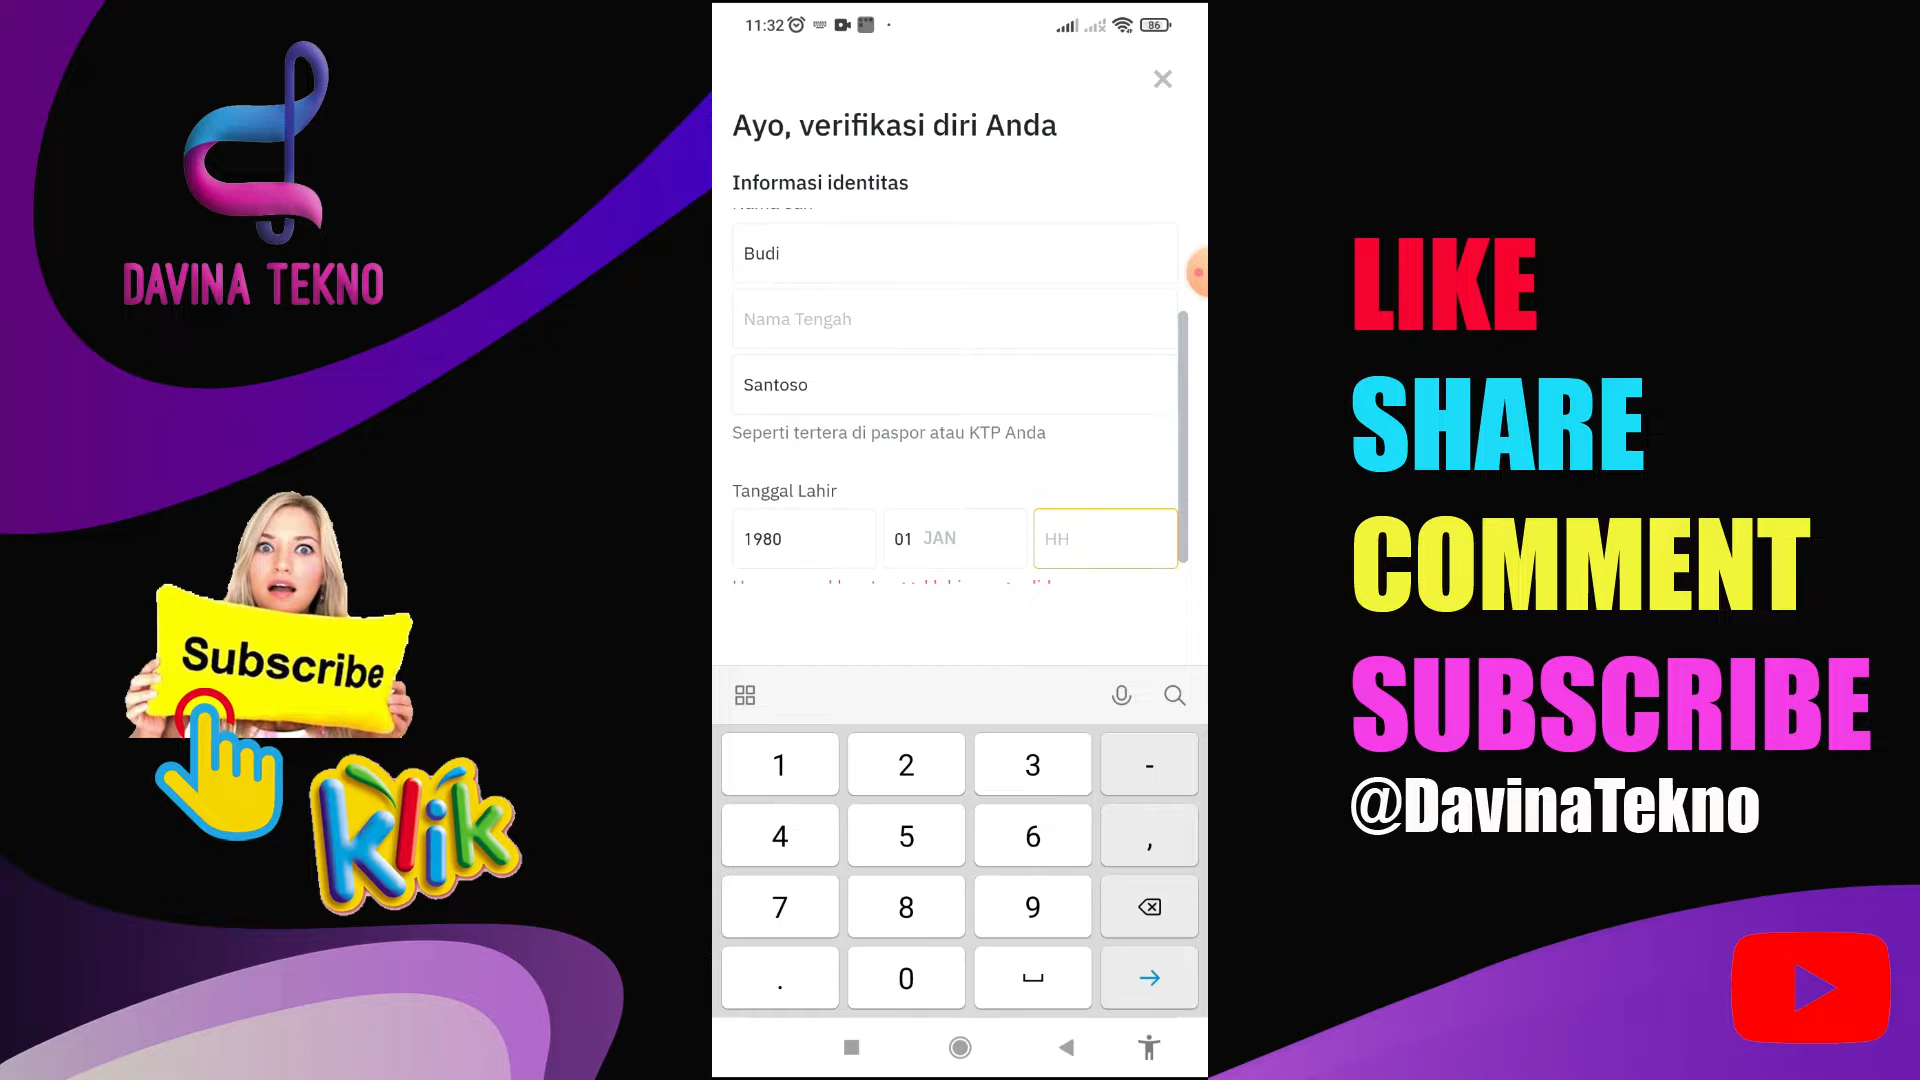 DAVINA TEKNO
Subscribe
Klik
11:32
86
Ayo, verifikasi diri Anda
Informasi identitas
Budi
Nama Tengah
Santoso
Seperti tertera di paspor atau KTP Anda
Tanggal Lahir
1980
01 JAN
HH
1 2 3 -
4 5 6 ,
7 8 9
. 0
LIKE
SHARE
COMMENT
SUBSCRIBE
@DavinaTekno